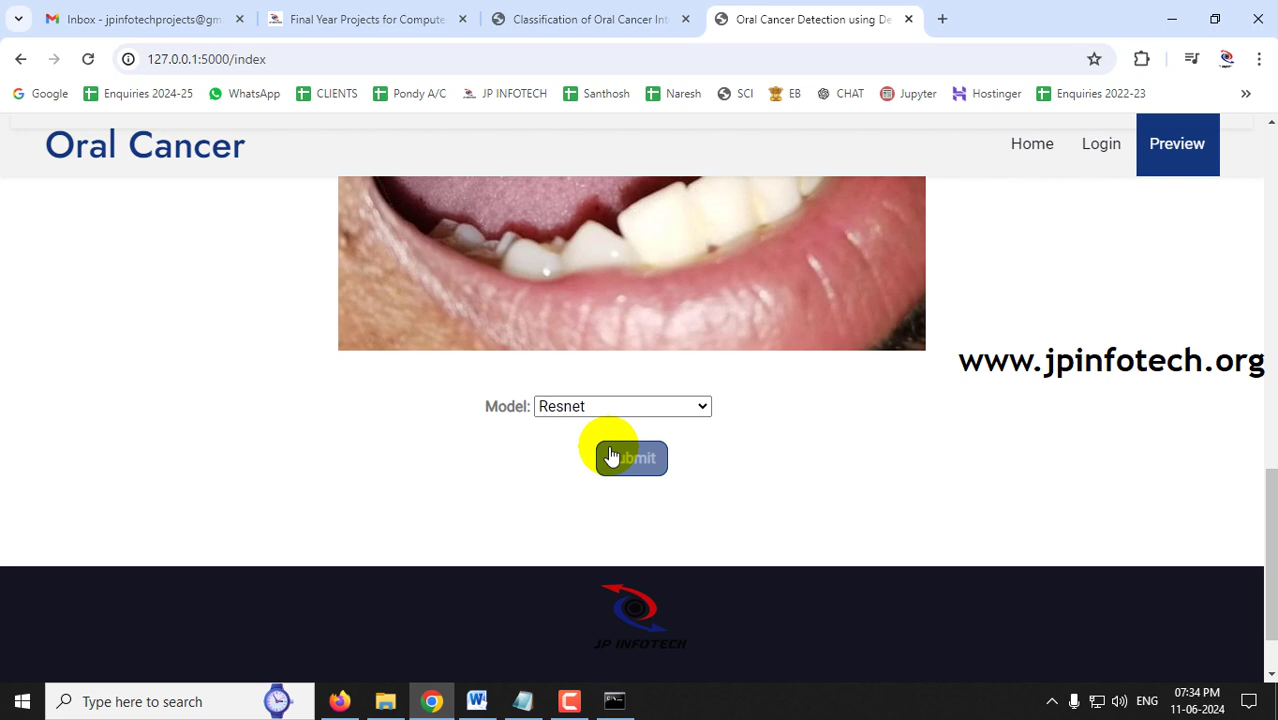 Inbox - jpinfotechprojects@gm
Final Year Projects for Compute
Classification of Oral Cancer Int
Oral Cancer Detection using De
127.0.0.1:5000/index
Google
Enquiries 2024-25
WhatsApp
CLIENTS
Pondy A/C
JP INFOTECH
Santhosh
Naresh
SCI
EB
CHAT
Jupyter
Hostinger
Enquiries 2022-23
Oral Cancer
Home
Login
Preview
www.jpinfotech.org
Model:
Resnet
Submit
JP INFOTECH
Type here to search
ENG
07:34 PM
11-06-2024